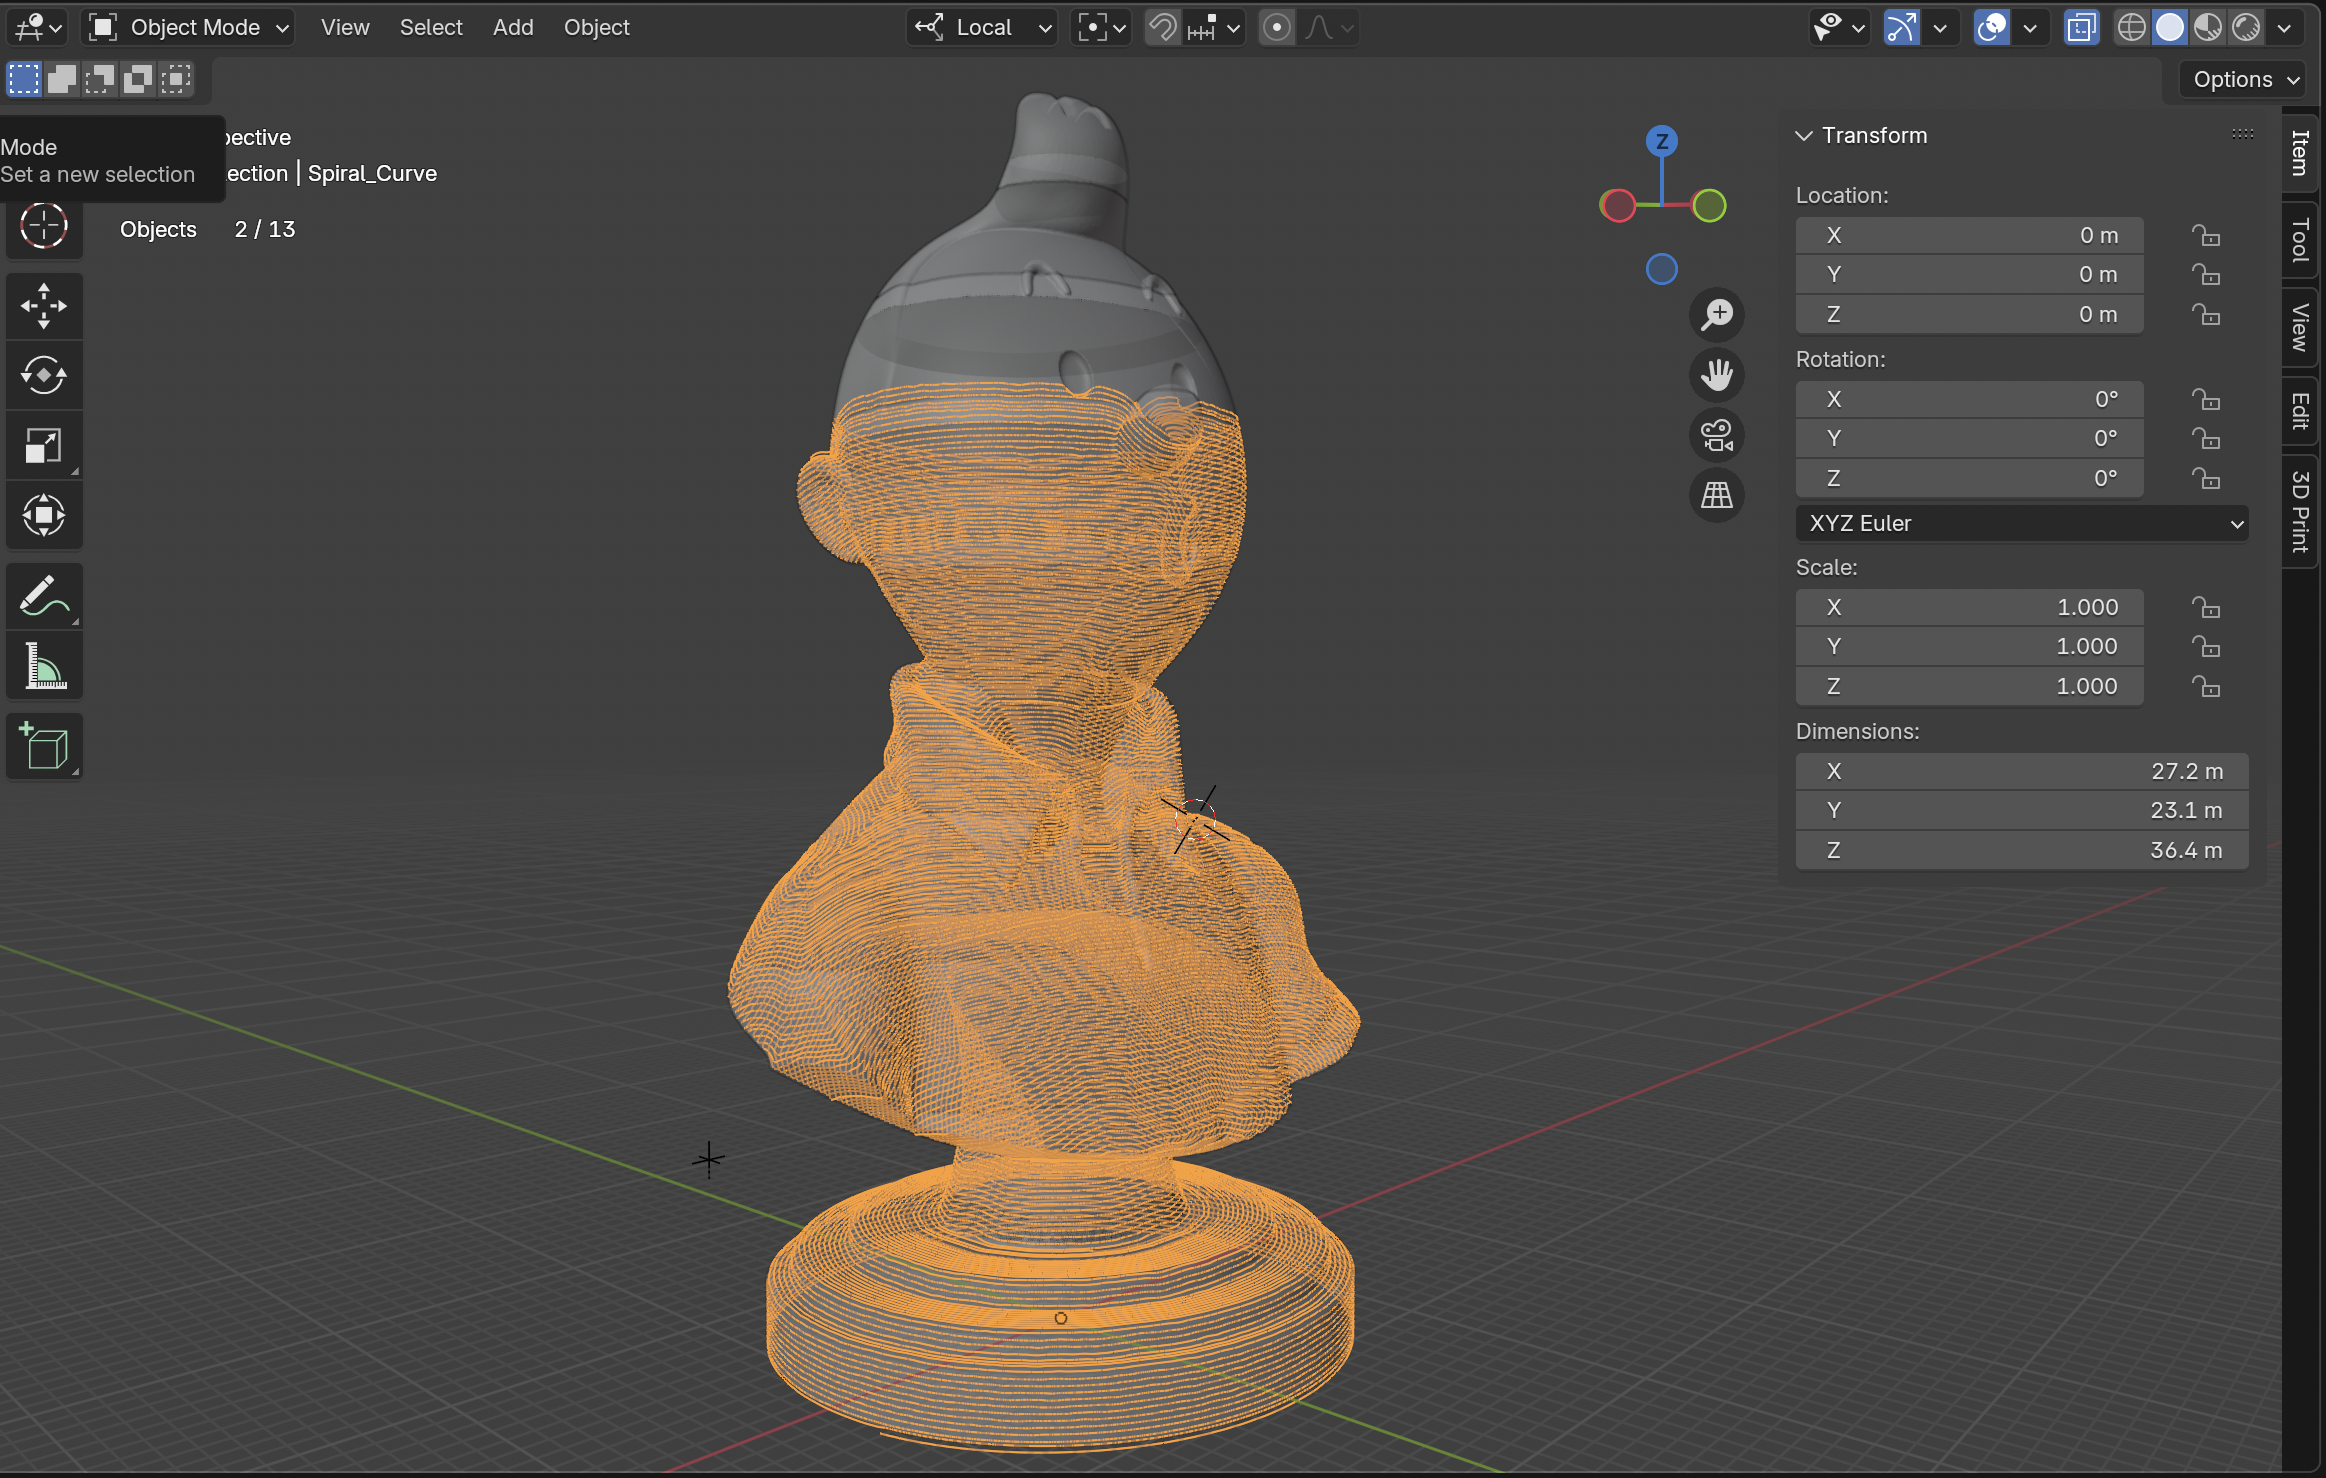 Object Mode View Select Add Object Local
Options
Mode
Set a new selection
pective
ection | Spiral_Curve
Objects 2 / 13
Z
Transform
Location:
X 0 m
Y 0 m
Z 0 m
Rotation:
X 0°
Y 0°
Z 0°
XYZ Euler
Scale:
X 1.000
Y 1.000
Z 1.000
Dimensions:
X 27.2 m
Y 23.1 m
Z 36.4 m
Item
Tool
View
Edit
3D Print